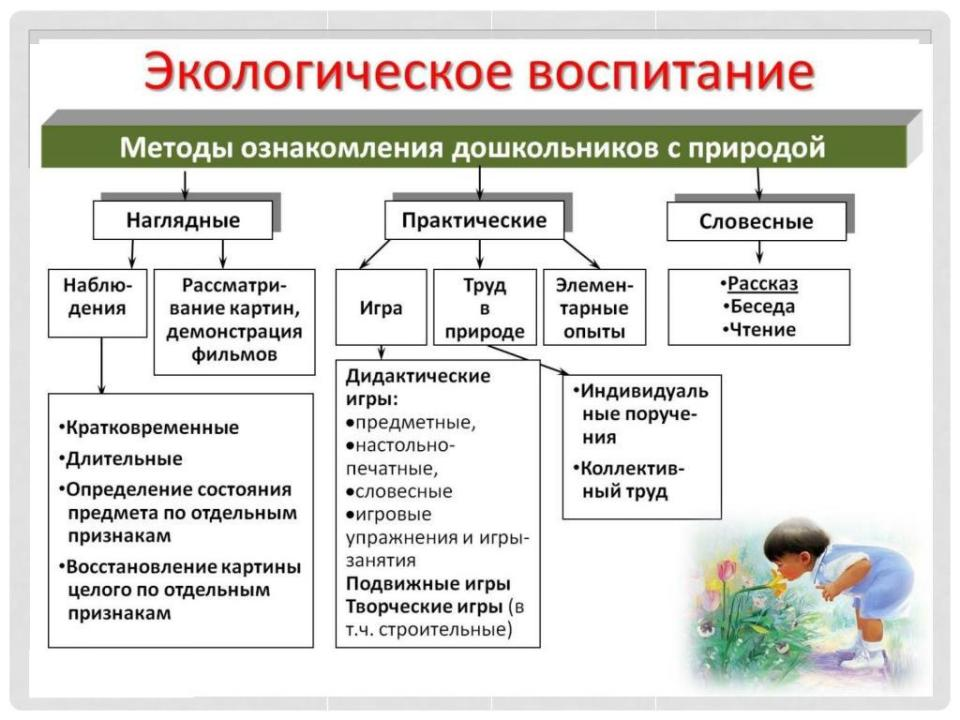 Экологическое воспитание
Методы ознакомления дошкольников с природой
Наглядные
Практические
Словесные
Наблю-
дения
Рассматри-
вание картин,
демонстрация
фильмов
Игра
Труд
в
природе
Элемен-
тарные
опыты
•Рассказ
•Беседа
•Чтение
•Кратковременные
•Длительные
•Определение состояния
предмета по отдельным
признакам
•Восстановление картины
целого по отдельным
признакам
Дидактические
игры:
•предметные,
•настольно-
печатные,
•словесные
•игровые
упражнения и игры-
занятия
Подвижные игры
Творческие игры (в
т.ч. строительные)
•Индивидуаль
ные поруче-
ния
•Коллектив-
ный труд